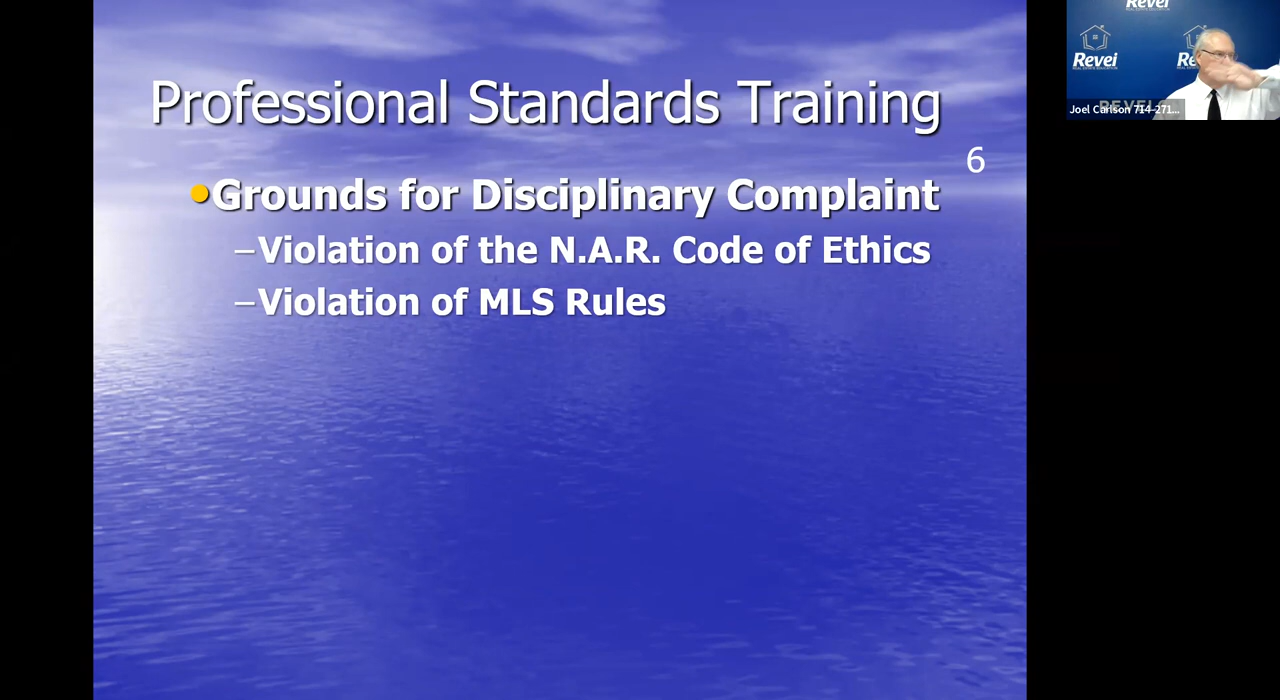 Professional Standards Training
6
•Grounds for Disciplinary Complaint
–Violation of the N.A.R. Code of Ethics
–Violation of MLS Rules
Revei
Revei
Joel Carlson 714-271...